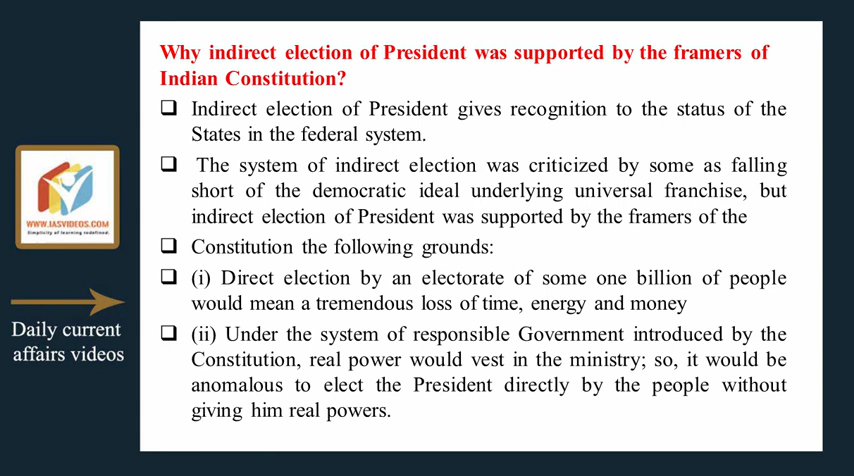 Why indirect election of President was supported by the framers of
Indian Constitution?
❑ Indirect election of President gives recognition to the status of the
States in the federal system.
❑ The system of indirect election was criticized by some as falling
short of the democratic ideal underlying universal franchise, but
indirect election of President was supported by the framers of the
❑ Constitution the following grounds:
❑ (i) Direct election by an electorate of some one billion of people
would mean a tremendous loss of time, energy and money
❑ (ii) Under the system of responsible Government introduced by the
Constitution, real power would vest in the ministry; so, it would be
anomalous to elect the President directly by the people without
giving him real powers.
WWW.IASVIDEOS.COM
Simplicity of learning redefined.
Daily current
affairs videos